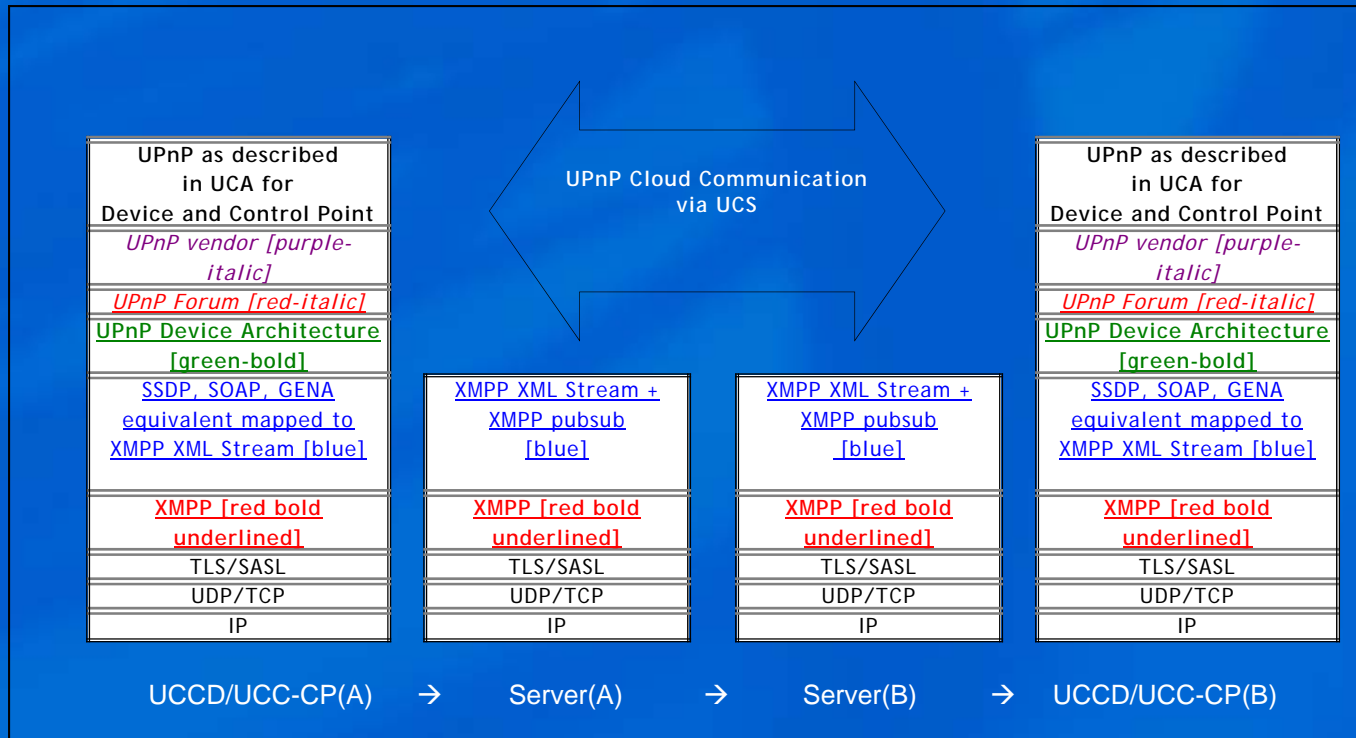 UPnP as described
in UCA for
Device and Control Point
UPnP vendor [purple-
italic]
UPnP Forum [red-italic]
UPnP Device Architecture
[green-bold]
SSDP, SOAP, GENA
equivalent mapped to
XMPP XML Stream [blue]
XMPP [red bold
underlined]
TLS/SASL
UDP/TCP
IP
UPnP Cloud Communication
via UCS
XMPP XML Stream +
XMPP pubsub
[blue]
XMPP [red bold
underlined]
TLS/SASL
UDP/TCP
IP
XMPP XML Stream +
XMPP pubsub
[blue]
XMPP [red bold
underlined]
TLS/SASL
UDP/TCP
IP
UPnP as described
in UCA for
Device and Control Point
UPnP vendor [purple-
italic]
UPnP Forum [red-italic]
UPnP Device Architecture
[green-bold]
SSDP, SOAP, GENA
equivalent mapped to
XMPP XML Stream [blue]
XMPP [red bold
underlined]
TLS/SASL
UDP/TCP
IP
UCCD/UCC-CP(A) → Server(A) → Server(B) → UCCD/UCC-CP(B)